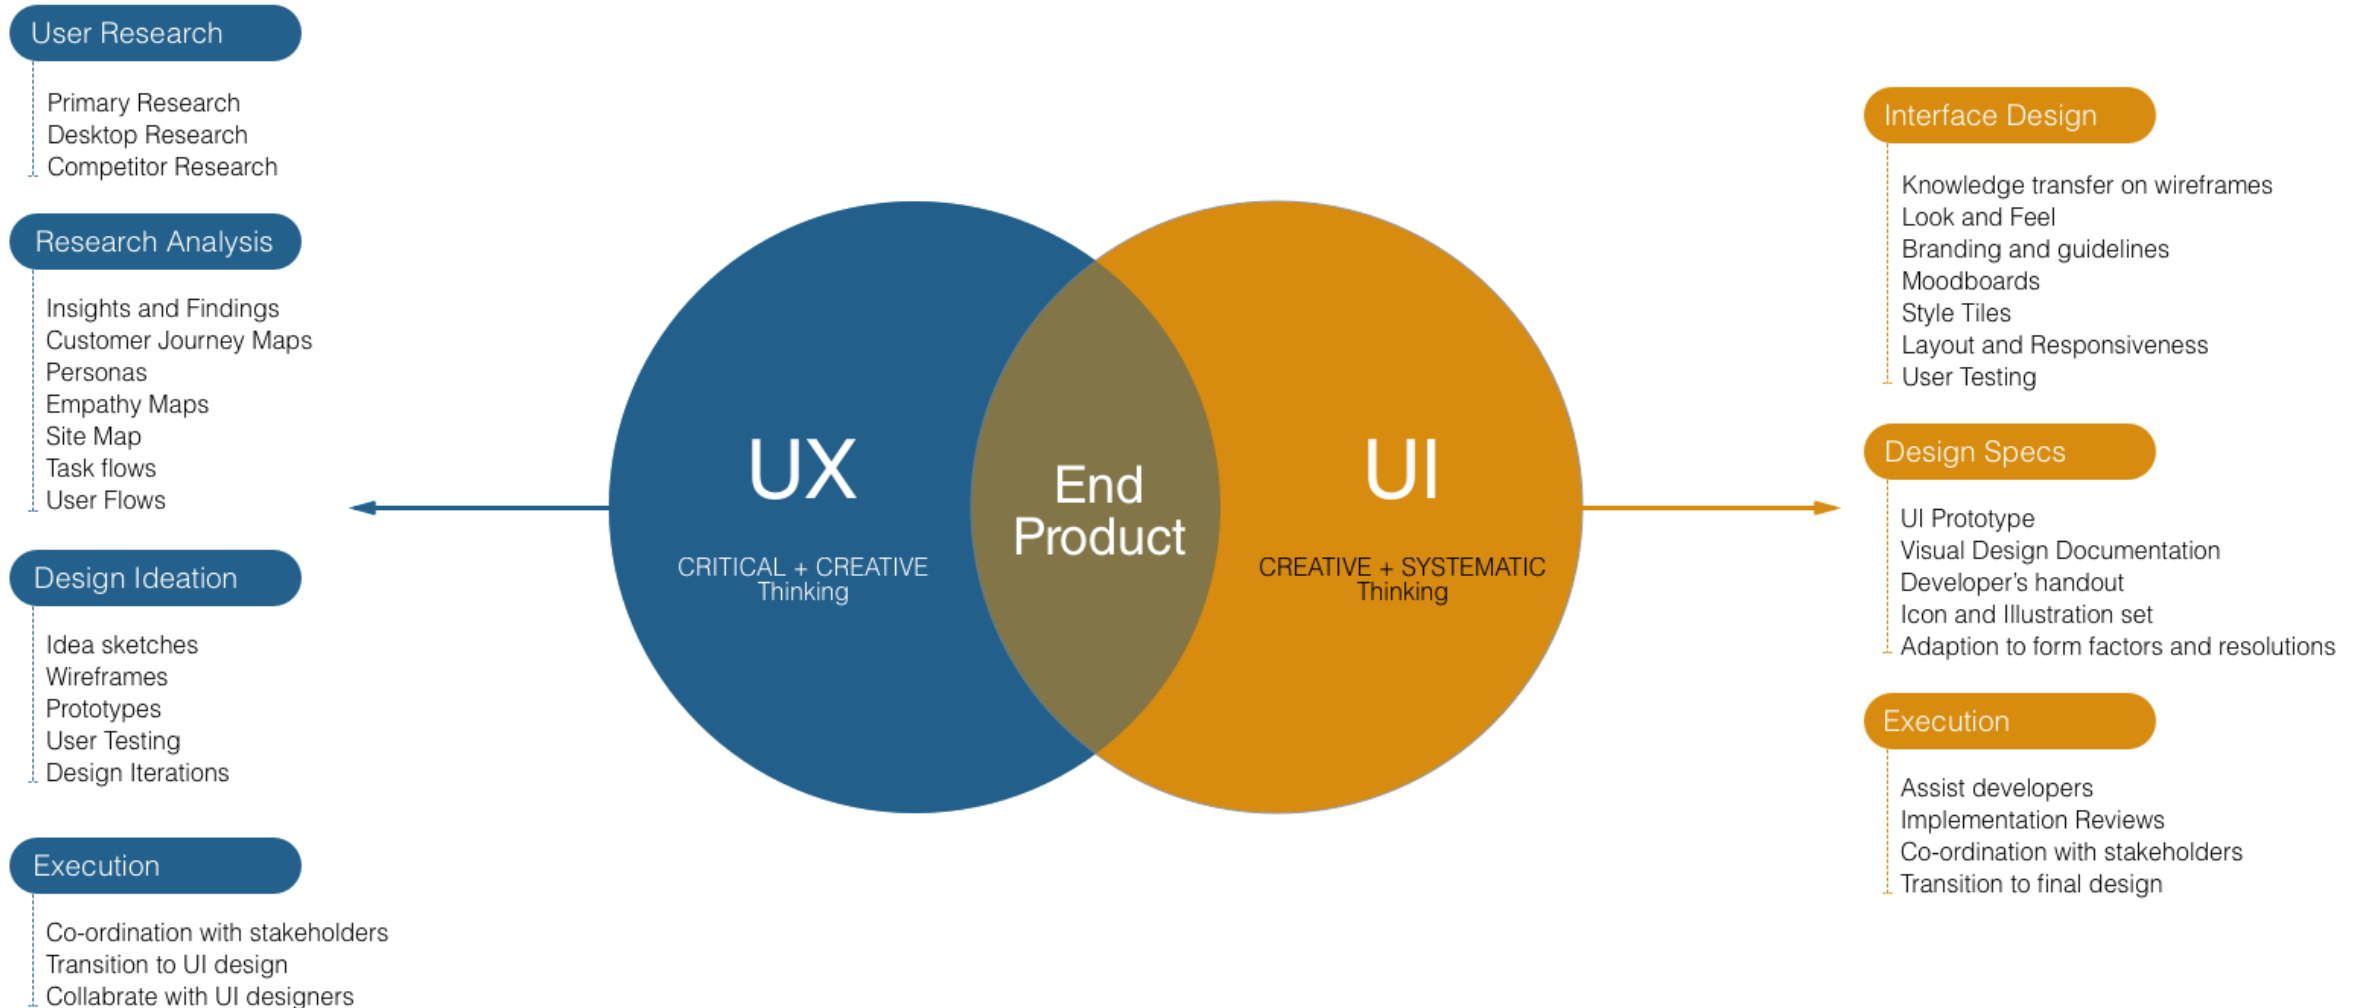 User Research
Primary Research
Desktop Research
Competitor Research
Research Analysis
Insights and Findings
Customer Journey Maps
Personas
Empathy Maps
Site Map
Task flows
User Flows
Design Ideation
Idea sketches
Wireframes
Prototypes
User Testing
Design Iterations
Execution
Co-ordination with stakeholders
Transition to UI design
Collabrate with UI designers
UX
CRITICAL + CREATIVE
Thinking
End
Product
UI
CREATIVE + SYSTEMATIC
Thinking
Interface Design
Knowledge transfer on wireframes
Look and Feel
Branding and guidelines
Moodboards
Style Tiles
Layout and Responsiveness
User Testing
Design Specs
UI Prototype
Visual Design Documentation
Developer's handout
Icon and Illustration set
Adaption to form factors and resolutions
Execution
Assist developers
Implementation Reviews
Co-ordination with stakeholders
Transition to final design